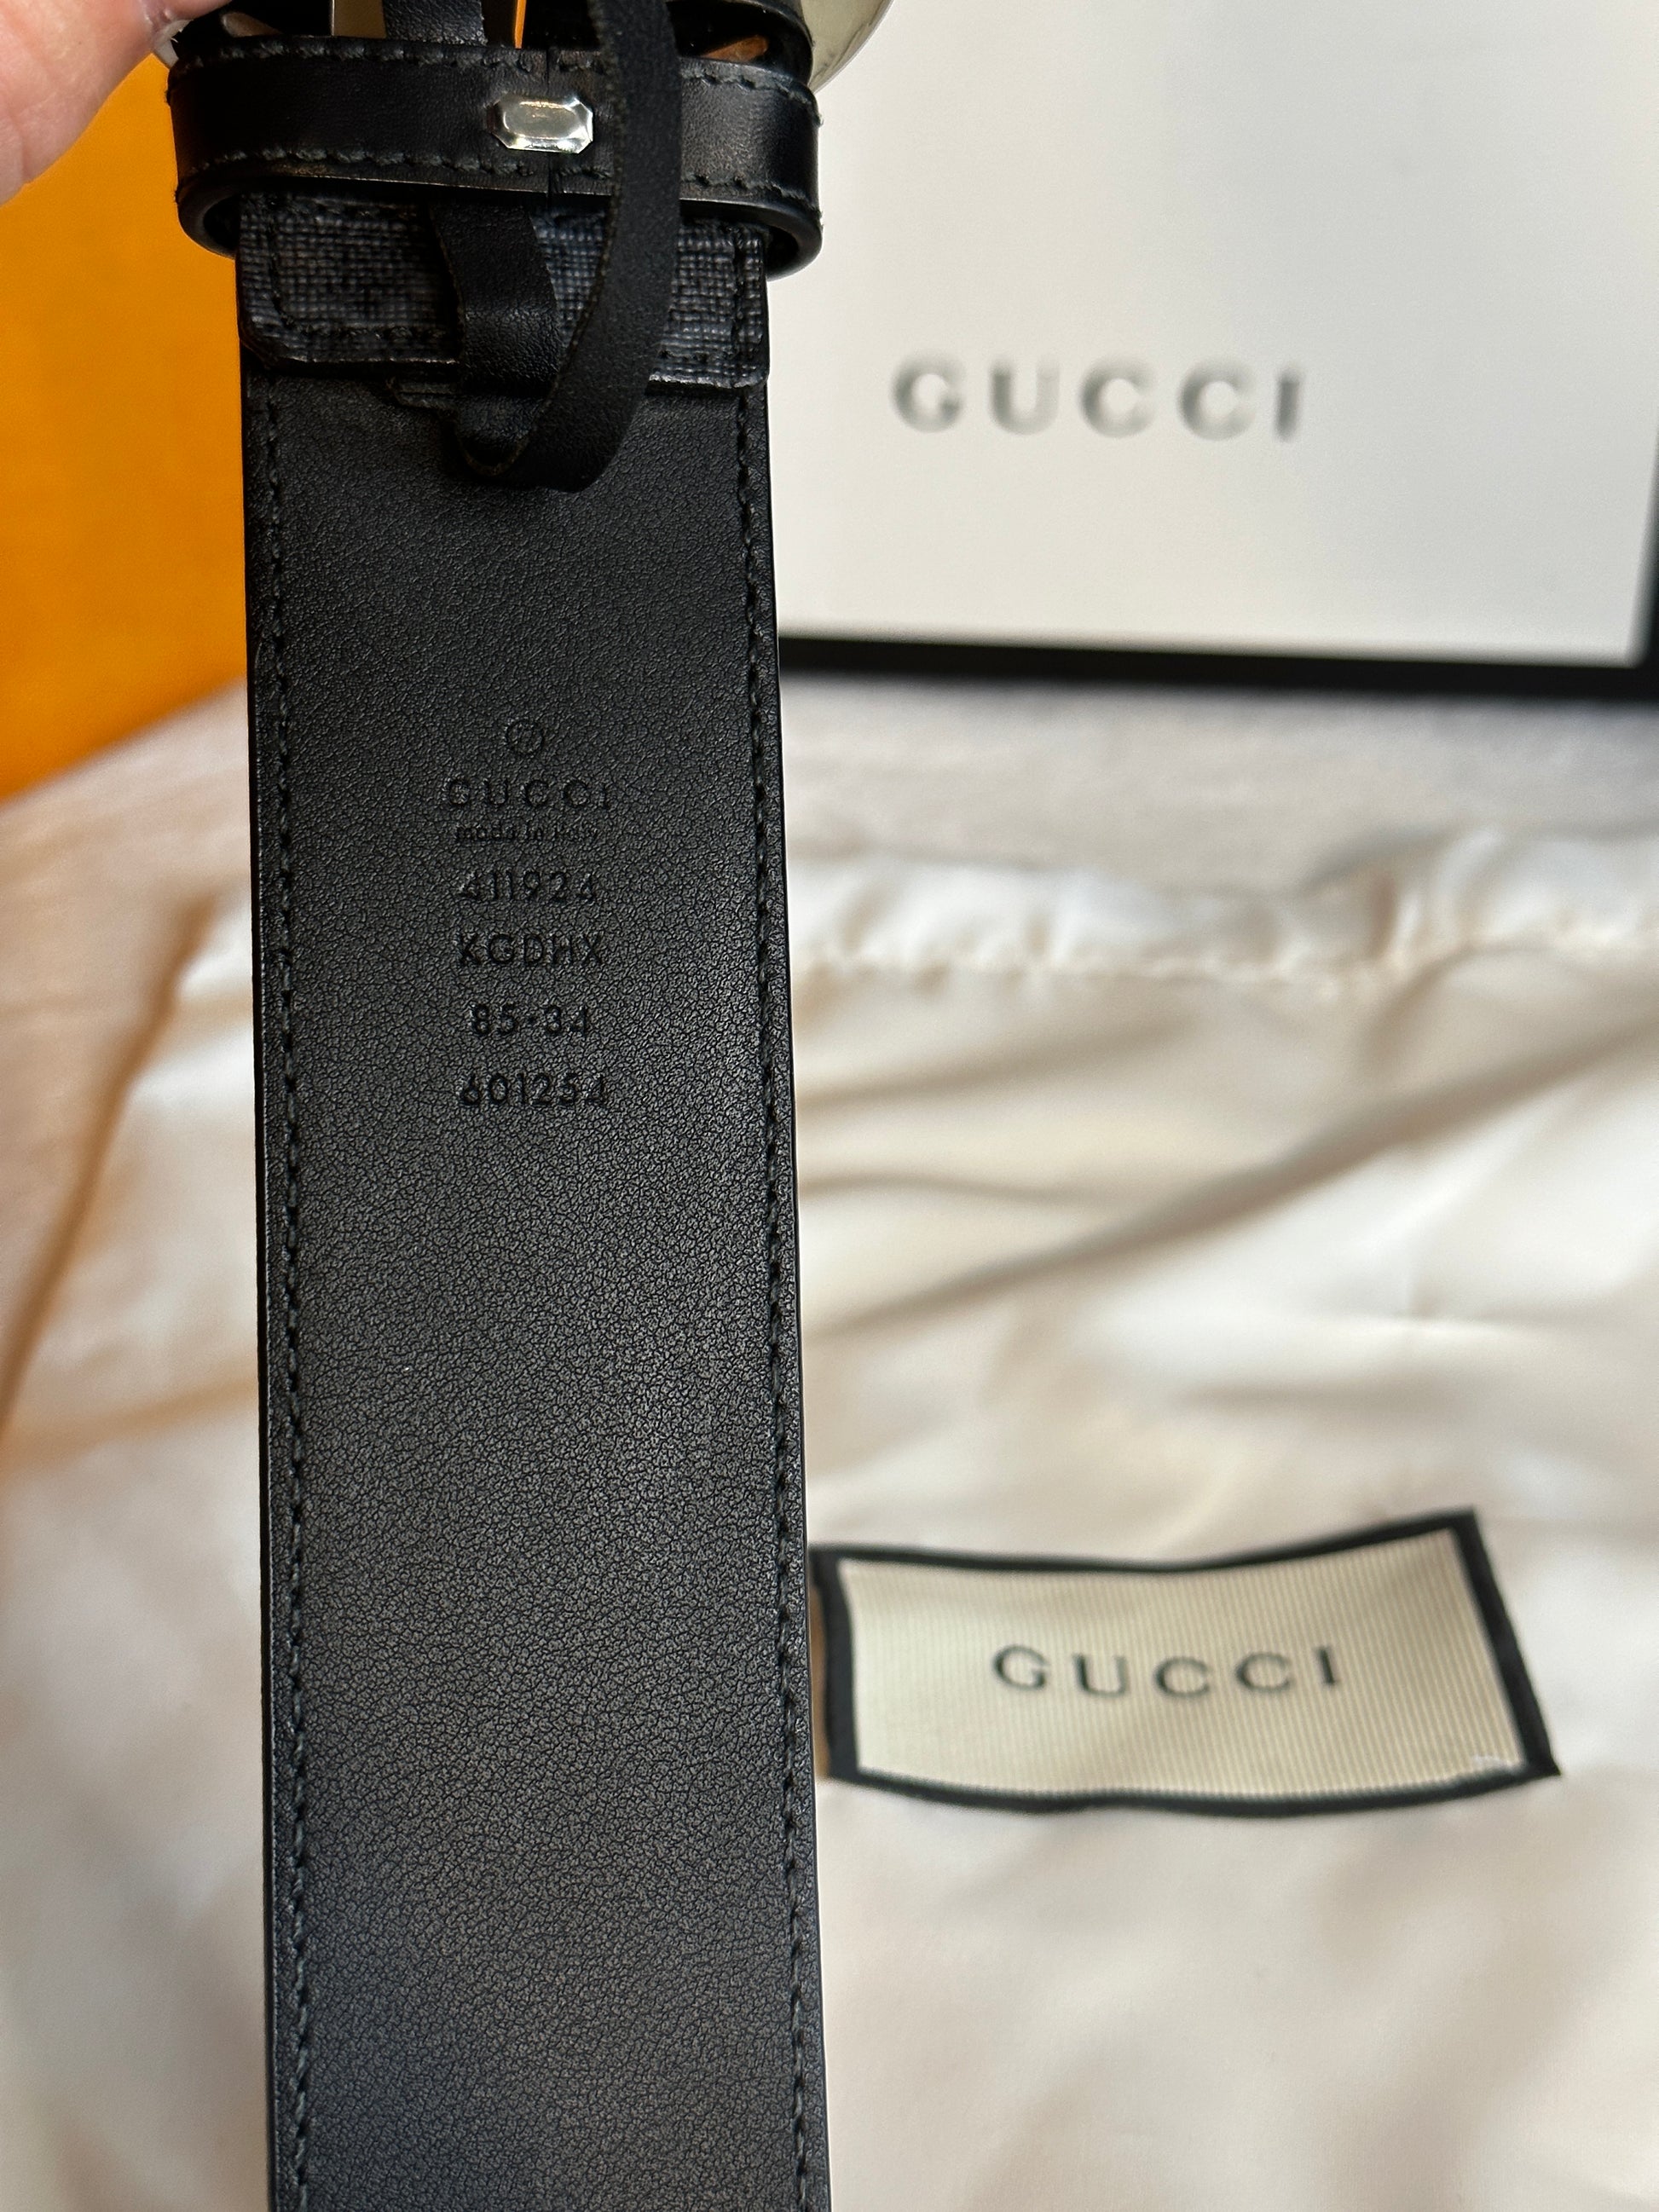 GUCCI
®
GUCCI
made in italy
411924
KGDHX
85·34
601254
GUCCI